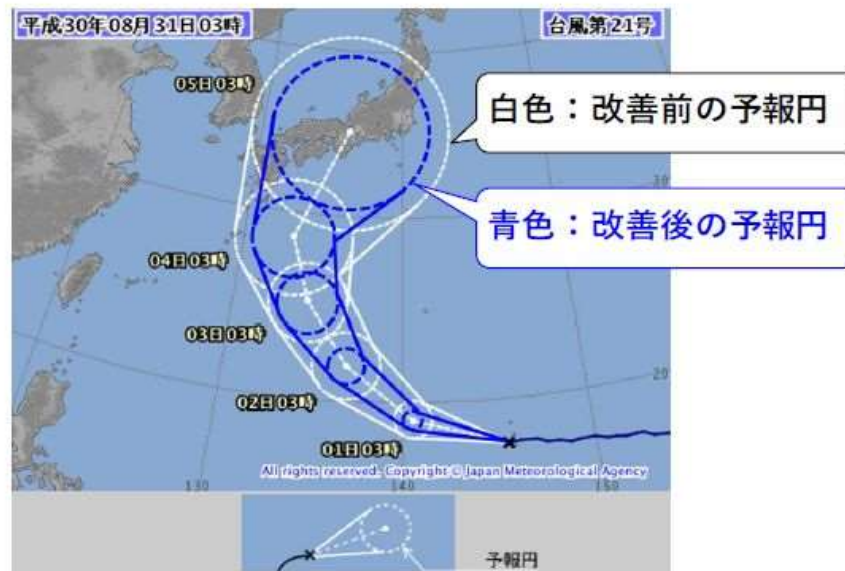 平成30年08月31日03時
台風第21号
05日03時
白色：改善前の予報円
30
青色：改善後の予報円
04日03時
03日03時
20
02日03時
01日03時
All rights reserved. Copyright © Japan Meteorological Agency
130
140
150
予報円